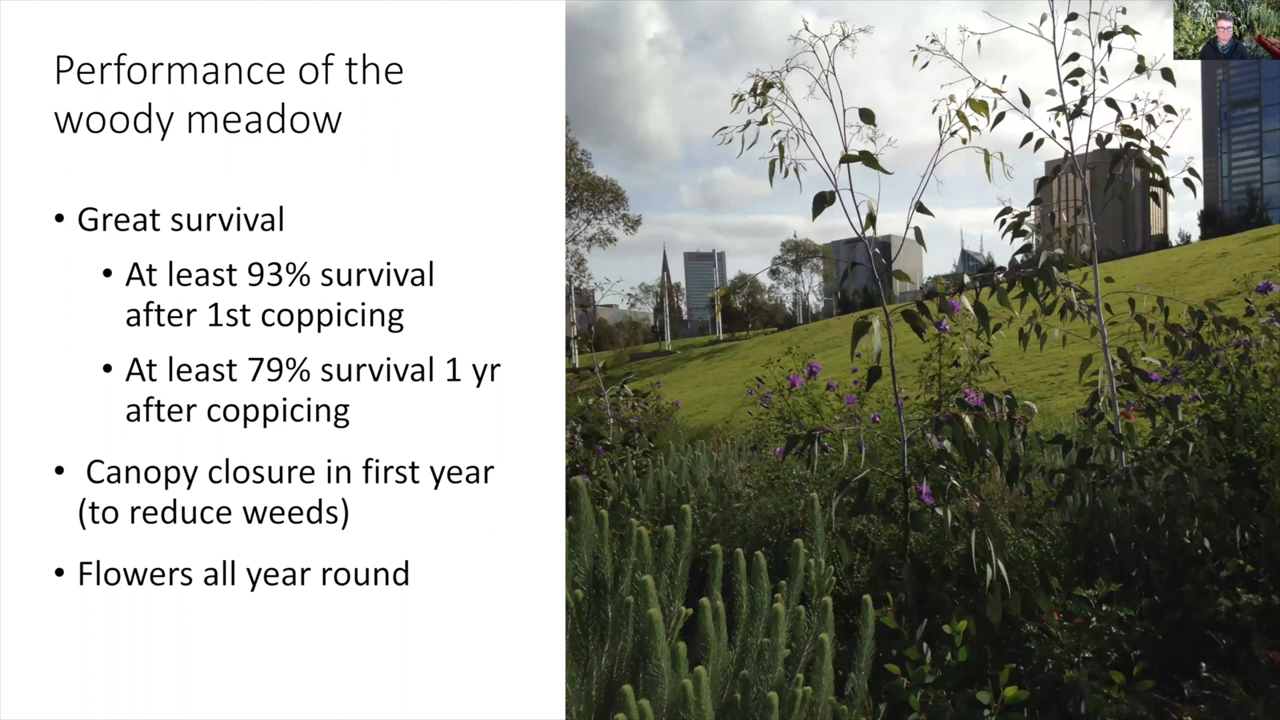 Performance of the
woody meadow
• Great survival
• At least 93% survival
after 1st coppicing
• At least 79% survival 1 yr
after coppicing
• Canopy closure in first year
(to reduce weeds)
• Flowers all year round